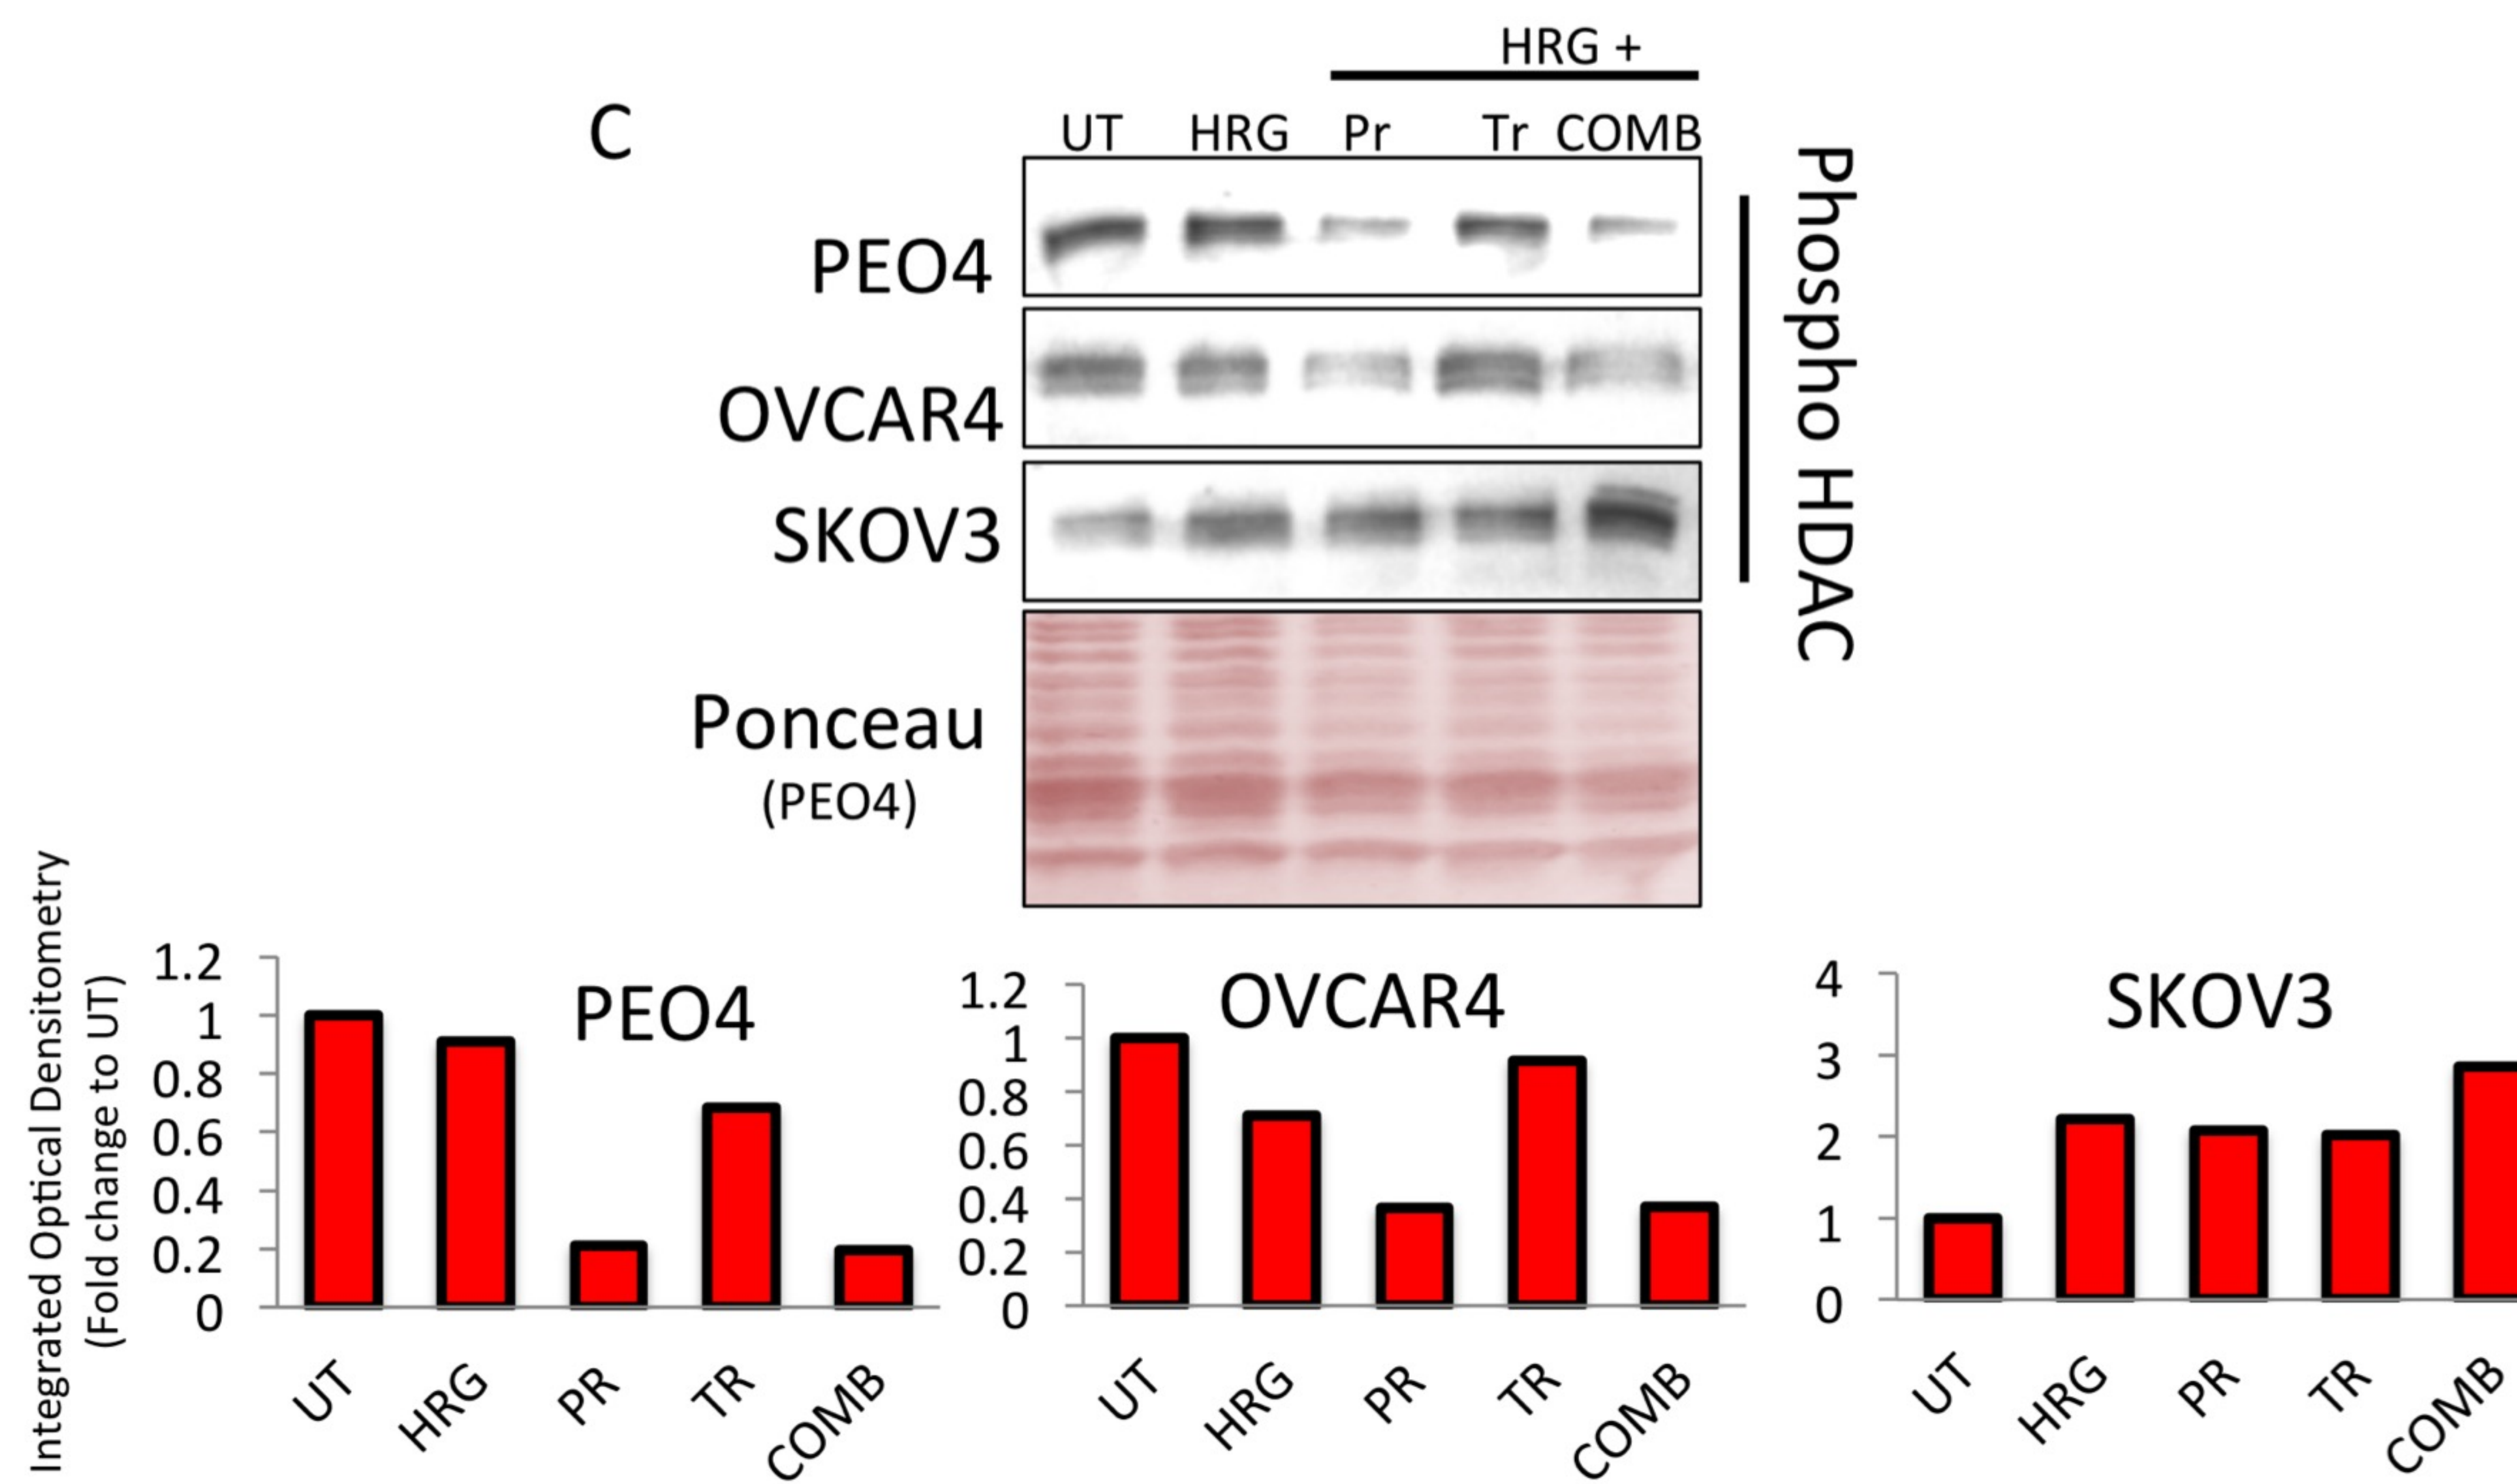 HRG +
C
UT HRG Pr Tr COMB
PEO4
OVCAR4
SKOV3
Phospho HDAC
Ponceau
(PEO4)
Integrated Optical Densitometry
(Fold change to UT)
PEO4
1.2
1
0.8
0.6
0.4
0.2
0
UT HRG PR TR COMB
OVCAR4
1.2
1
0.8
0.6
0.4
0.2
0
UT HRG PR TR COMB
SKOV3
4
3
2
1
0
UT HRG PR TR COMB